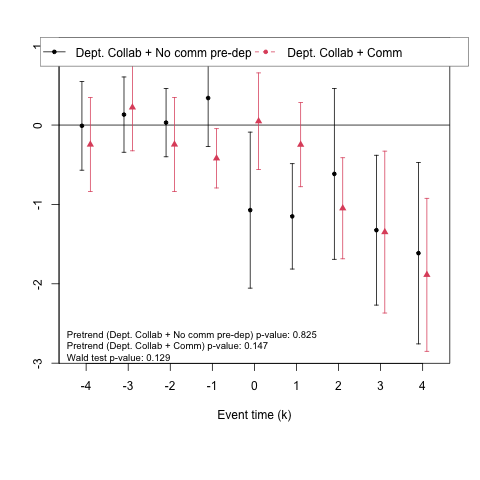 Dept. Collab + No comm pre-dep
Dept. Collab + Comm
1
0
-1
-2
-3
Pretrend (Dept. Collab + No comm pre-dep) p-value: 0.825
Pretrend (Dept. Collab + Comm) p-value: 0.147
Wald test p-value: 0.129
-4 -3 -2 -1 0 1 2 3 4
Event time (k)